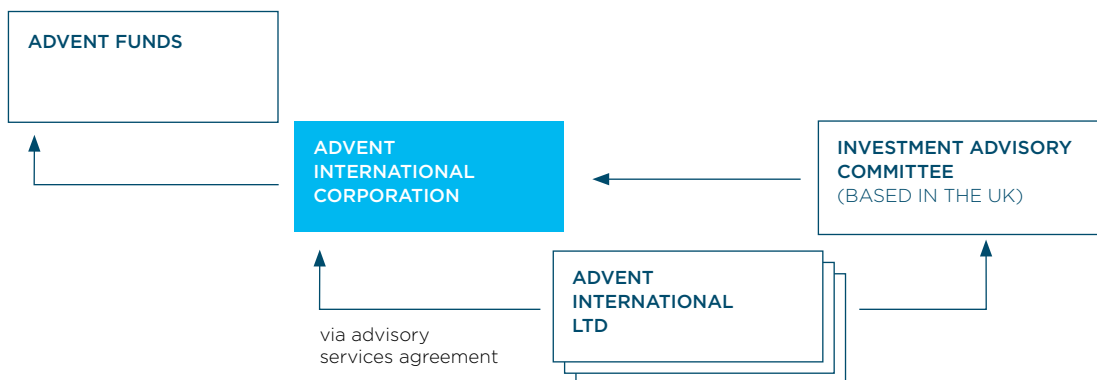 ADVENT FUNDS
ADVENT
INTERNATIONAL
CORPORATION
INVESTMENT ADVISORY
COMMITTEE
(BASED IN THE UK)
ADVENT
INTERNATIONAL
LTD
via advisory
services agreement